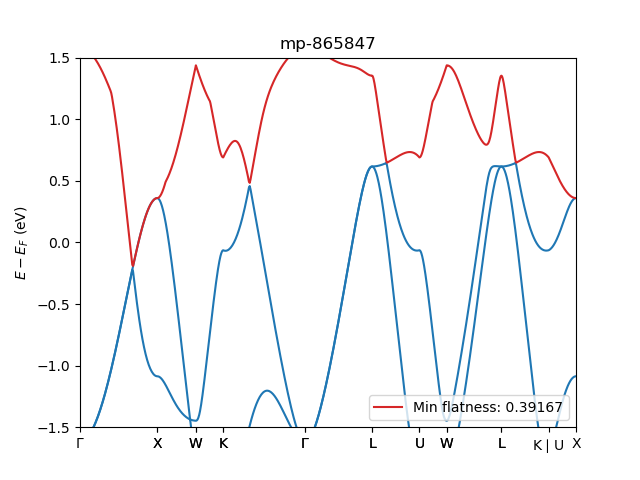 mp-865847
1.5
1.0
0.5
0.0
−0.5
−1.0
−1.5
E − E_F (eV)
Min flatness: 0.39167
Γ X W K Γ L U W L K | U X